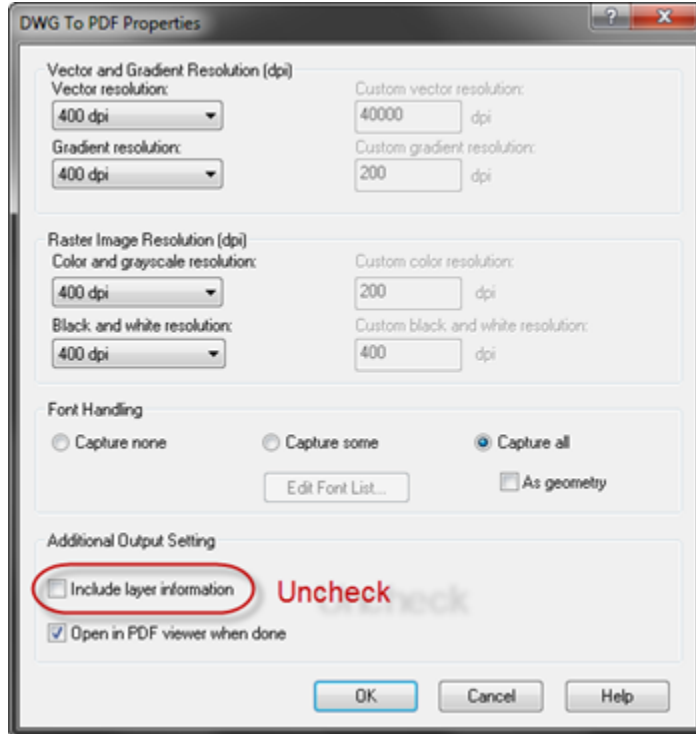 DWG To PDF Properties
Vector and Gradient Resolution (dpi)
Vector resolution: Custom vector resolution:
400 dpi 40000 dpi
Gradient resolution: Custom gradient resolution:
400 dpi 200 dpi
Raster Image Resolution (dpi)
Color and grayscale resolution: Custom color resolution:
400 dpi 200 dpi
Black and white resolution: Custom black and white resolution:
400 dpi 400 dpi
Font Handling
Capture none Capture some Capture all
Edit Font List... As geometry
Additional Output Setting
Include layer information Uncheck
Open in PDF viewer when done
OK Cancel Help